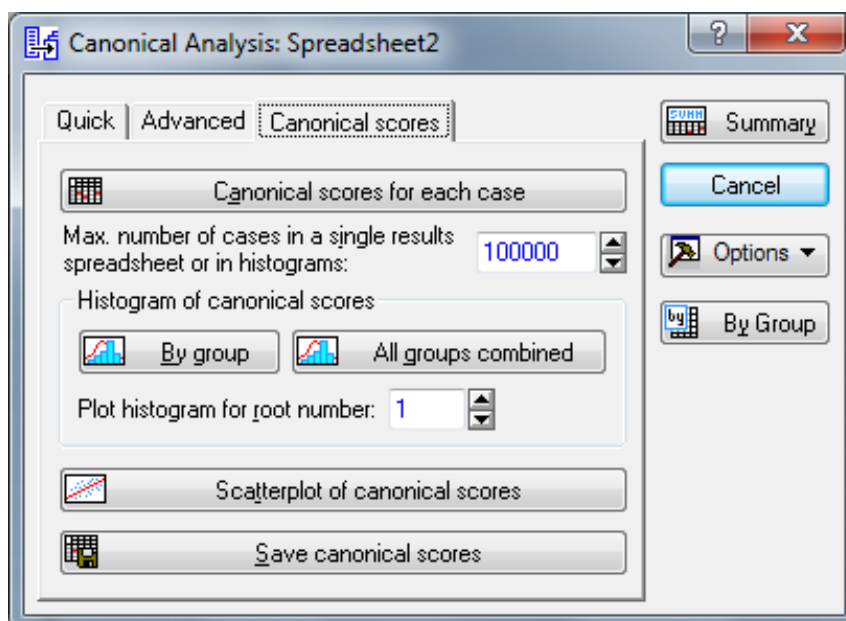 Canonical Analysis: Spreadsheet2
?
X
Quick
Advanced
Canonical scores
SUMM
Summary
Canonical scores for each case
Cancel
Max. number of cases in a single results
spreadsheet or in histograms:
100000
Options
Histogram of canonical scores
by
By Group
By group
All groups combined
Plot histogram for root number:
1
Scatterplot of canonical scores
Save canonical scores